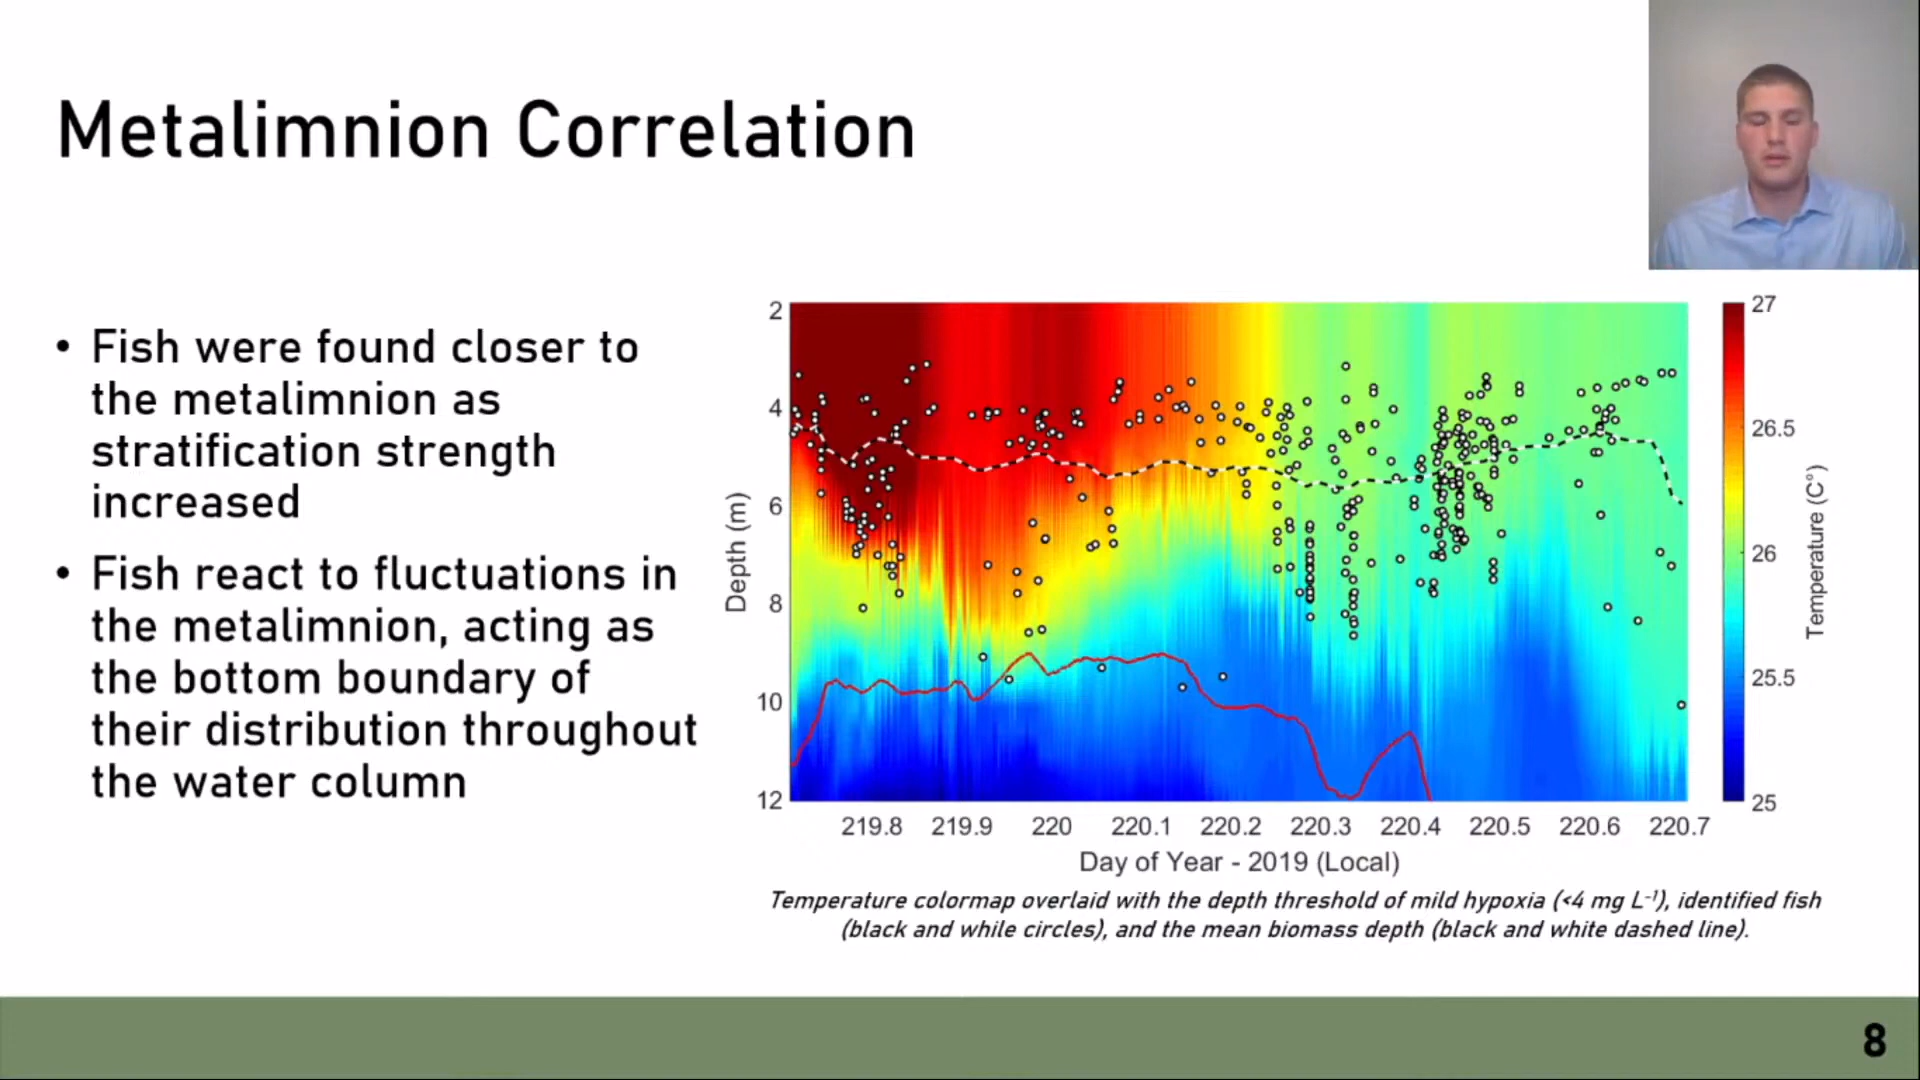 Metalimnion Correlation
• Fish were found closer to
the metalimnion as
stratification strength
increased
• Fish react to fluctuations in
the metalimnion, acting as
the bottom boundary of
their distribution throughout
the water column
2
4
6
8
10
12
Depth (m)
219.8 219.9 220 220.1 220.2 220.3 220.4 220.5 220.6 220.7
Day of Year - 2019 (Local)
27
26.5
26
25.5
25
Temperature (C°)
Temperature colormap overlaid with the depth threshold of mild hypoxia (<4 mg L⁻¹), identified fish
(black and while circles), and the mean biomass depth (black and white dashed line).
8